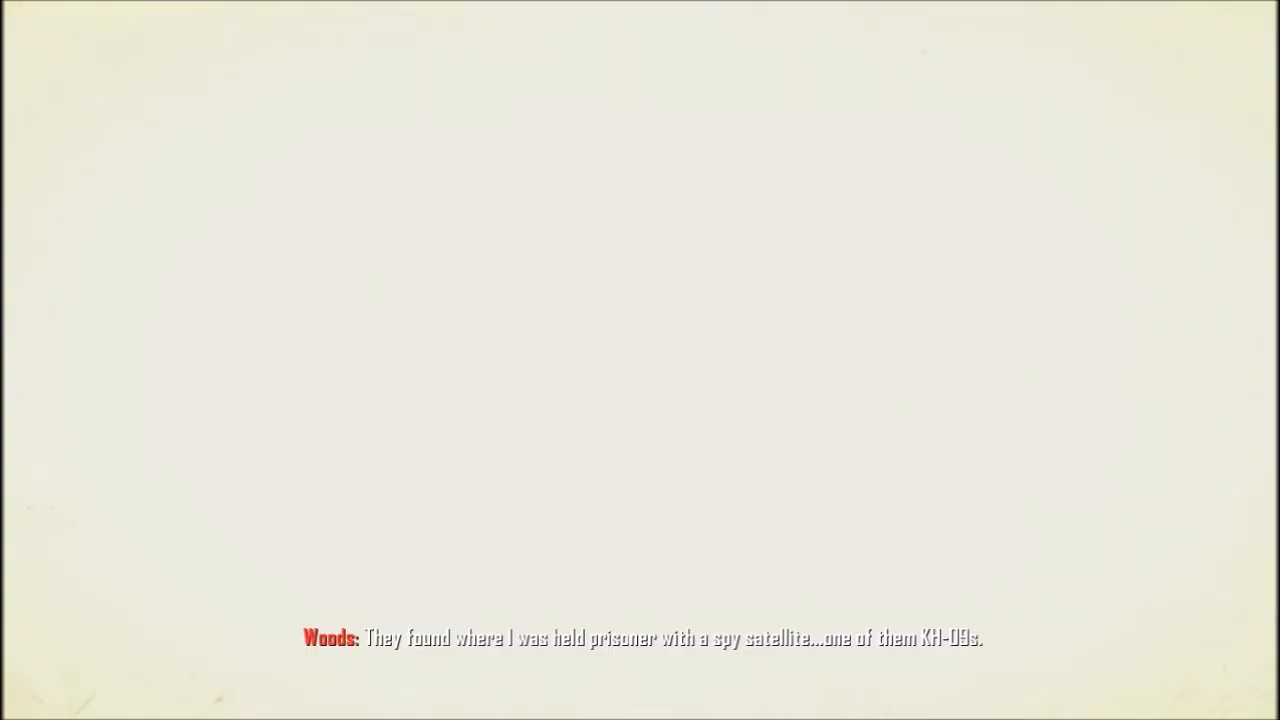 Woods: They found where I was held prisoner with a spy satellite...one of them KH-09s.